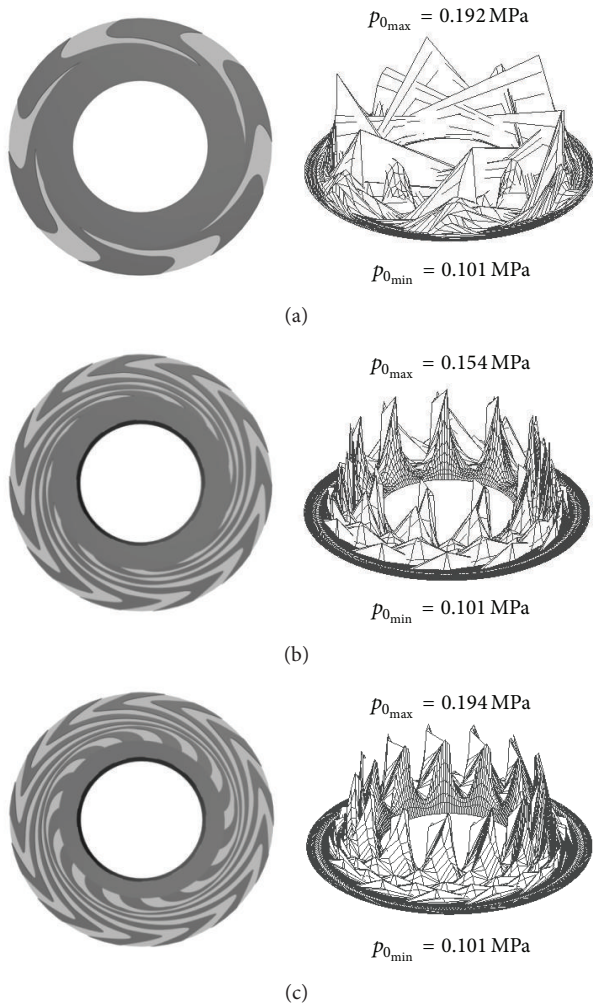 p0max = 0.192 MPa
p0min = 0.101 MPa
(a)
p0max = 0.154 MPa
p0min = 0.101 MPa
(b)
p0max = 0.194 MPa
p0min = 0.101 MPa
(c)